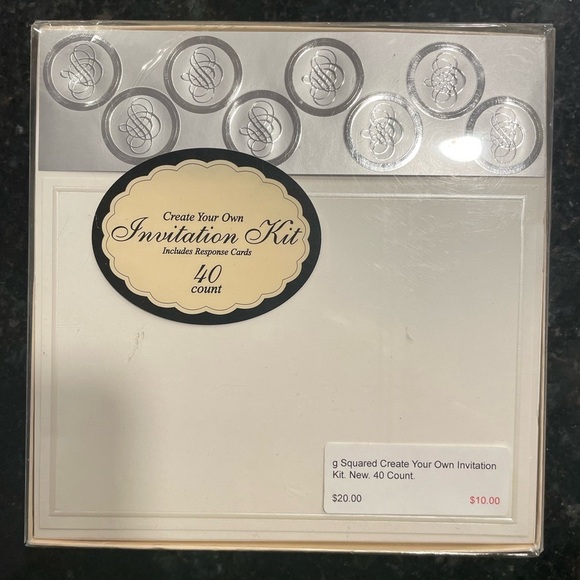 Create Your Own
Invitation Kit
Includes Response Cards
40
count
g Squared Create Your Own Invitation
Kit. New. 40 Count.
$20.00 $10.00